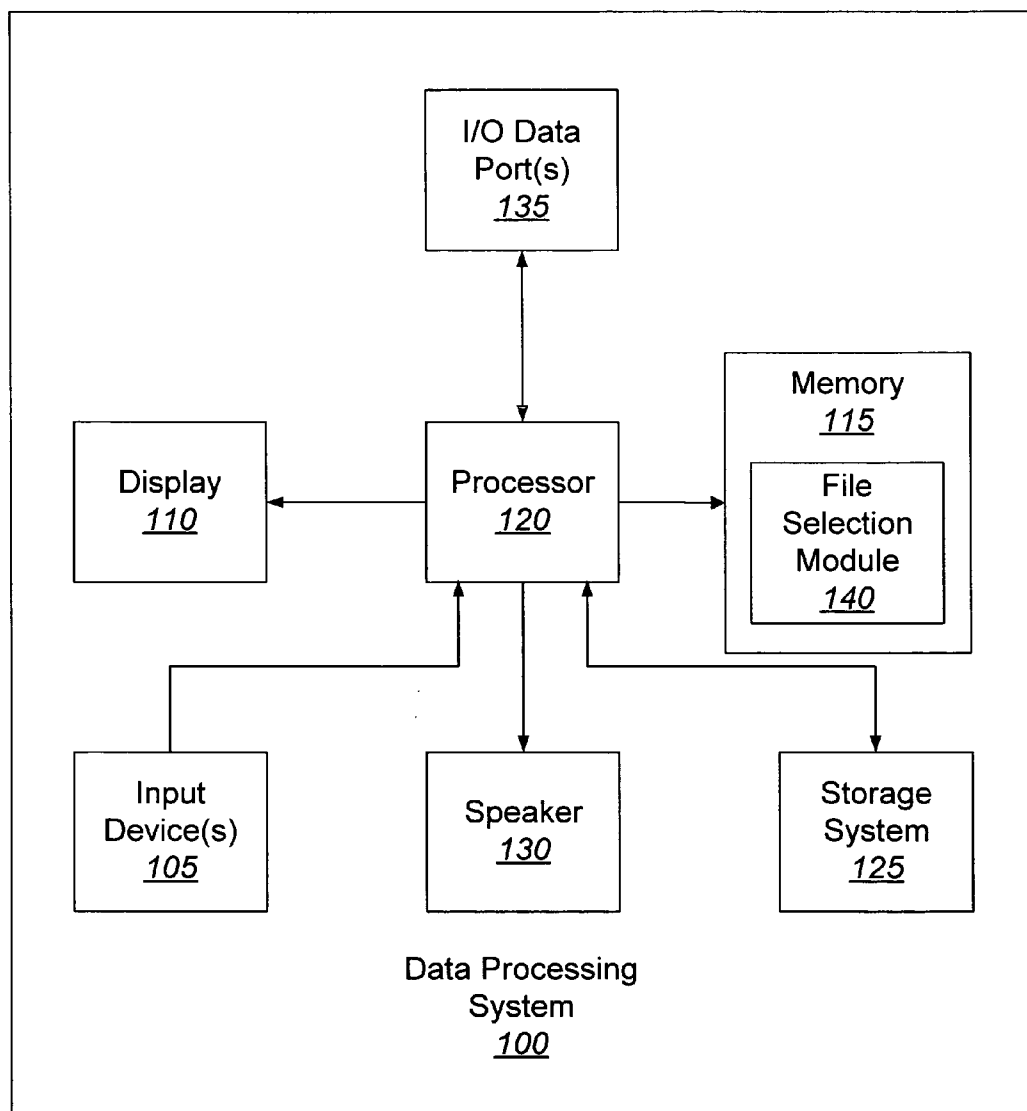 I/O Data
Port(s)
135
Memory
115
Display
110
Processor
120
File
Selection
Module
140
Input
Device(s)
105
Speaker
130
Storage
System
125
Data Processing
System
100